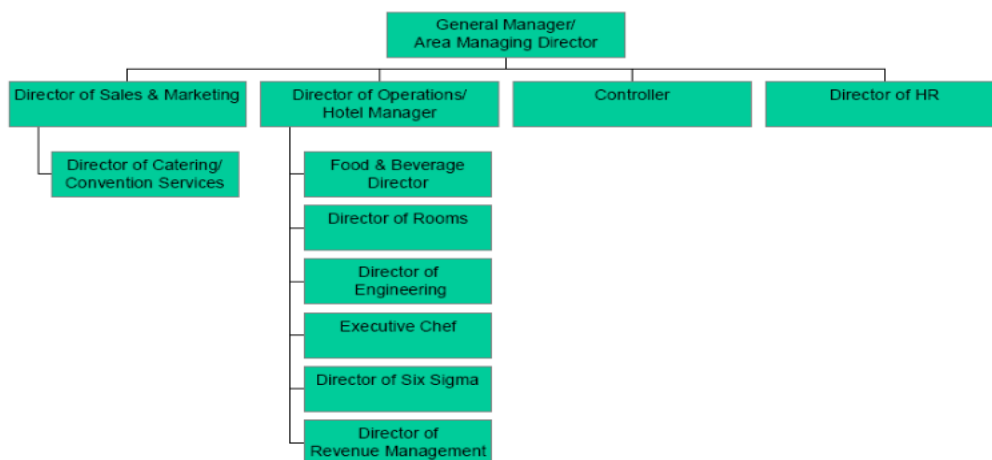 General Manager/
Area Managing Director
Director of Sales & Marketing
Director of Operations/
Hotel Manager
Controller
Director of HR
Director of Catering/
Convention Services
Food & Beverage
Director
Director of Rooms
Director of
Engineering
Executive Chef
Director of Six Sigma
Director of
Revenue Management